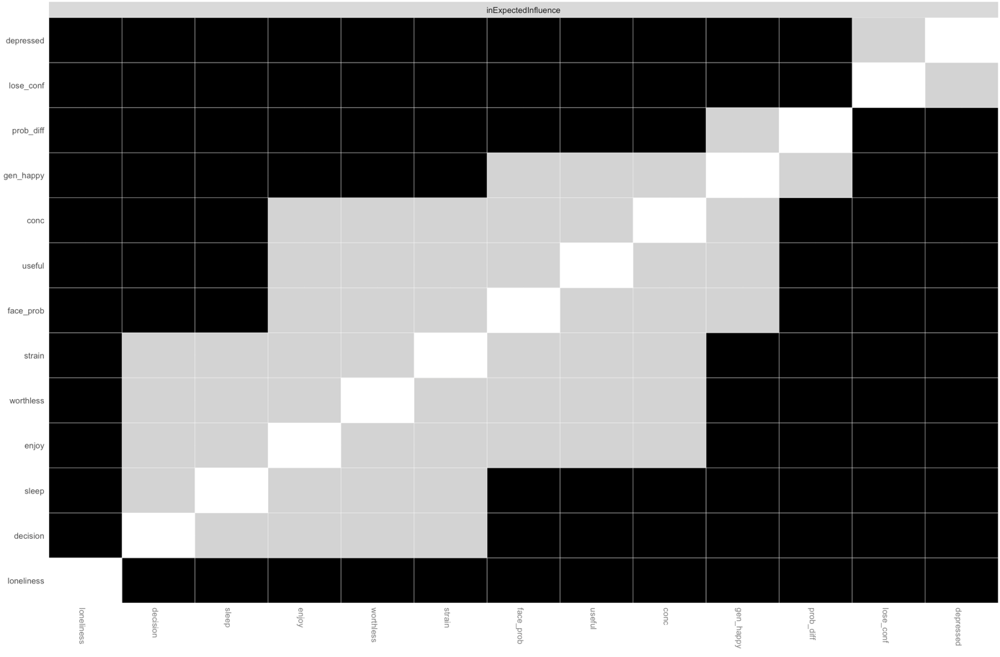 inExpectedInfluence
depressed
lose_conf
prob_diff
gen_happy
conc
useful
face_prob
strain
worthless
enjoy
sleep
decision
loneliness
loneliness
decision
sleep
enjoy
worthless
strain
face_prob
useful
conc
gen_happy
prob_diff
lose_conf
depressed